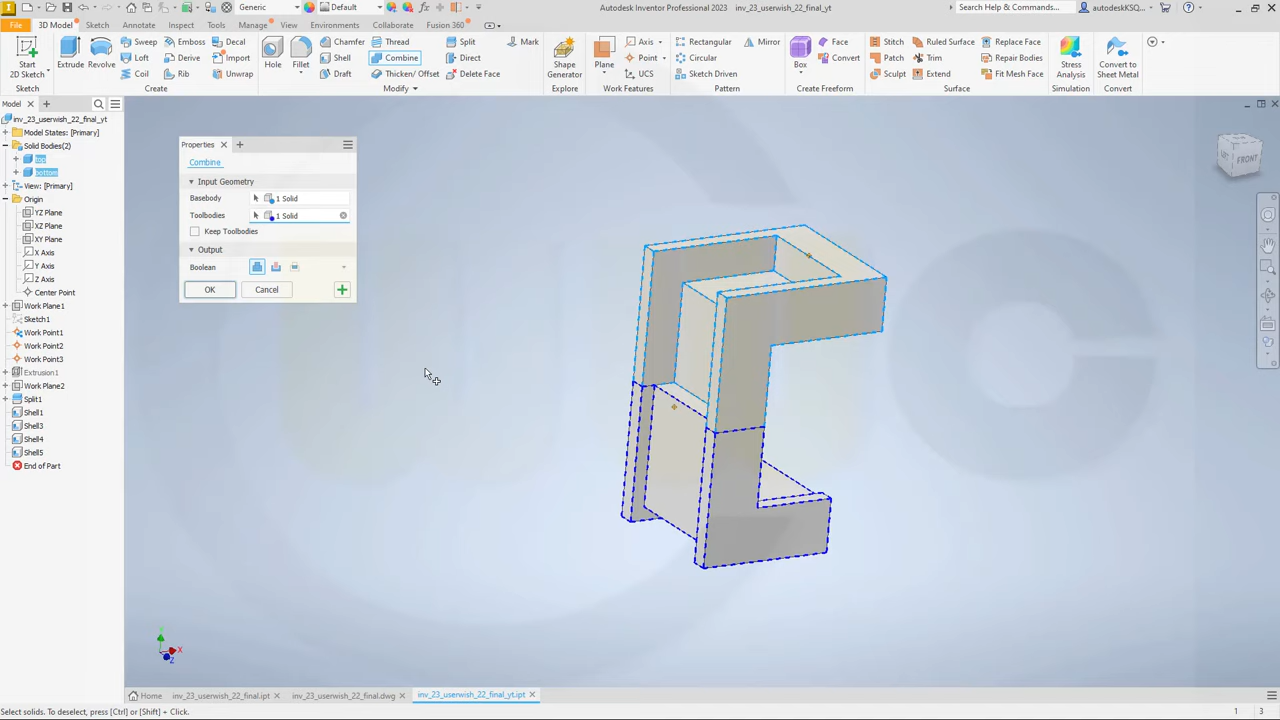 Generic
Default
Autodesk Inventor Professional 2023 inv_23_userwish_22_final_yt
Search Help & Commands...
autodeskKSQ...
File
3D Model
Sketch
Annotate
Inspect
Tools
Manage
View
Environments
Collaborate
Fusion 360
Start
2D Sketch
Extrude
Revolve
Sweep
Loft
Coil
Emboss
Derive
Rib
Decal
Import
Unwrap
Hole
Fillet
Chamfer
Shell
Draft
Thread
Combine
Thicken/ Offset
Split
Direct
Delete Face
Mark
Shape
Generator
Plane
Axis
Point
UCS
Rectangular
Circular
Sketch Driven
Mirror
Box
Face
Convert
Stitch
Patch
Sculpt
Ruled Surface
Trim
Extend
Replace Face
Repair Bodies
Fit Mesh Face
Stress
Analysis
Convert to
Sheet Metal
Sketch
Create
Modify
Explore
Work Features
Pattern
Create Freeform
Surface
Simulation
Convert
Model
inv_23_userwish_22_final_yt
Model States: [Primary]
Solid Bodies(2)
top
bottom
View: [Primary]
Origin
YZ Plane
XZ Plane
XY Plane
X Axis
Y Axis
Z Axis
Center Point
Work Plane1
Sketch1
Work Point1
Work Point2
Work Point3
Extrusion1
Work Plane2
Split1
Shell1
Shell3
Shell4
Shell5
End of Part
Properties
Combine
Input Geometry
Basebody 1 Solid
Toolbodies 1 Solid
Keep Toolbodies
Output
Boolean
OK
Cancel
FRONT
X
Z
Home
inv_23_userwish_22_final.ipt
inv_23_userwish_22_final.dwg
inv_23_userwish_22_final_yt.ipt
Select solids. To deselect, press [Ctrl] or [Shift] + Click.
1 3